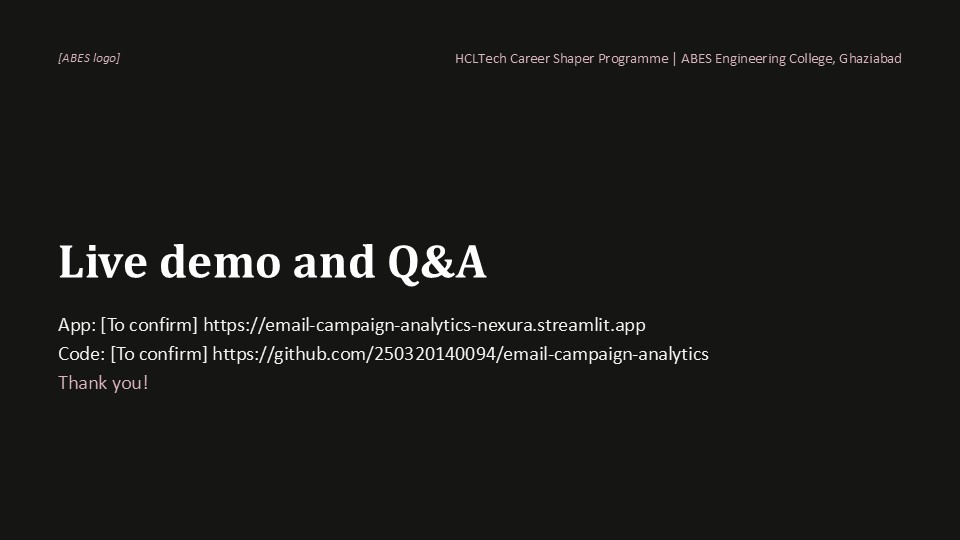 [ABES logo]
HCLTech Career Shaper Programme | ABES Engineering College, Ghaziabad
Live demo and Q&A
App: [To confirm] https://email-campaign-analytics-nexura.streamlit.app
Code: [To confirm] https://github.com/250320140094/email-campaign-analytics
Thank you!